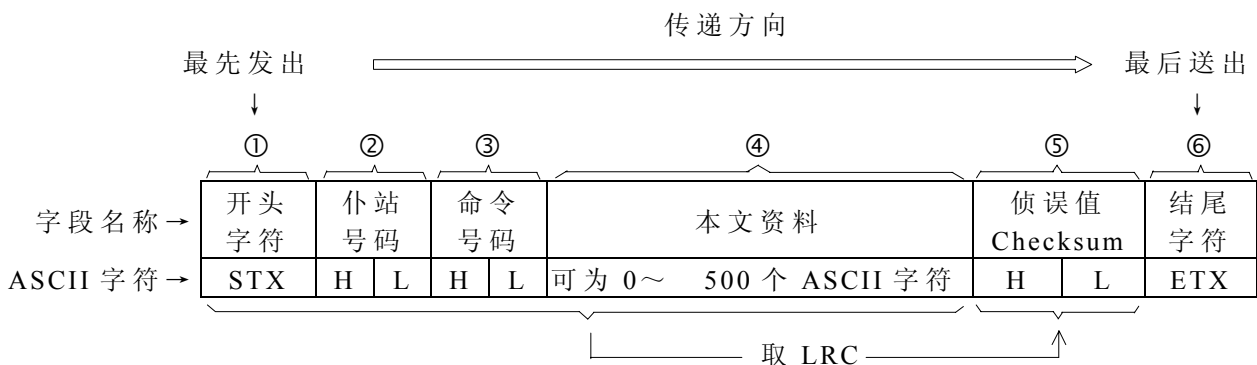 传递方向
最先发出
最后送出
① ② ③ ④ ⑤ ⑥
字段名称→ 开头字符 仆站号码 命令号码 本文资料 侦误值 Checksum 结尾字符
ASCII 字符→ STX H L H L 可为 0～ 500 个 ASCII 字符 H L ETX
取 LRC